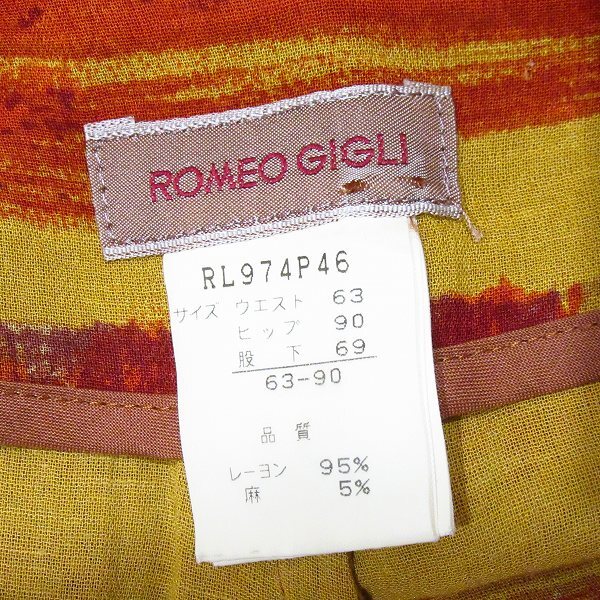 ROMEO GIGLI
RL974P46
サイズ ウエスト 63
ヒップ 90
股下 69
63-90
品質
レーヨン 95%
麻 5%